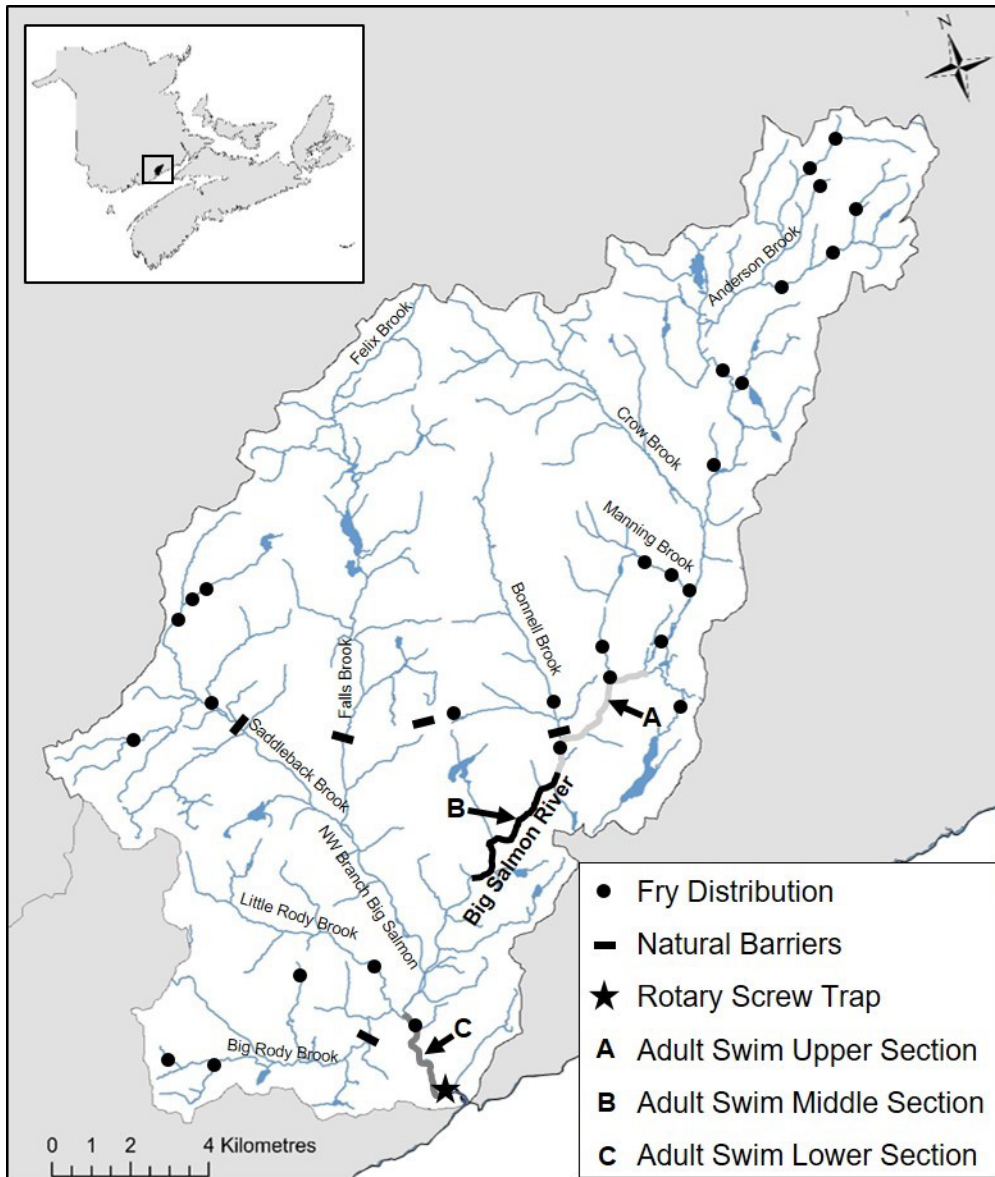 Anderson Brook
Felix Brook
Crow Brook
Manning Brook
Bonnell Brook
Falls Brook
A
Saddleback Brook
B
Big Salmon River
NW Branch Big Salmon
Little Rody Brook
C
Big Rody Brook
0 1 2 4 Kilometres
Fry Distribution
Natural Barriers
Rotary Screw Trap
A Adult Swim Upper Section
B Adult Swim Middle Section
C Adult Swim Lower Section